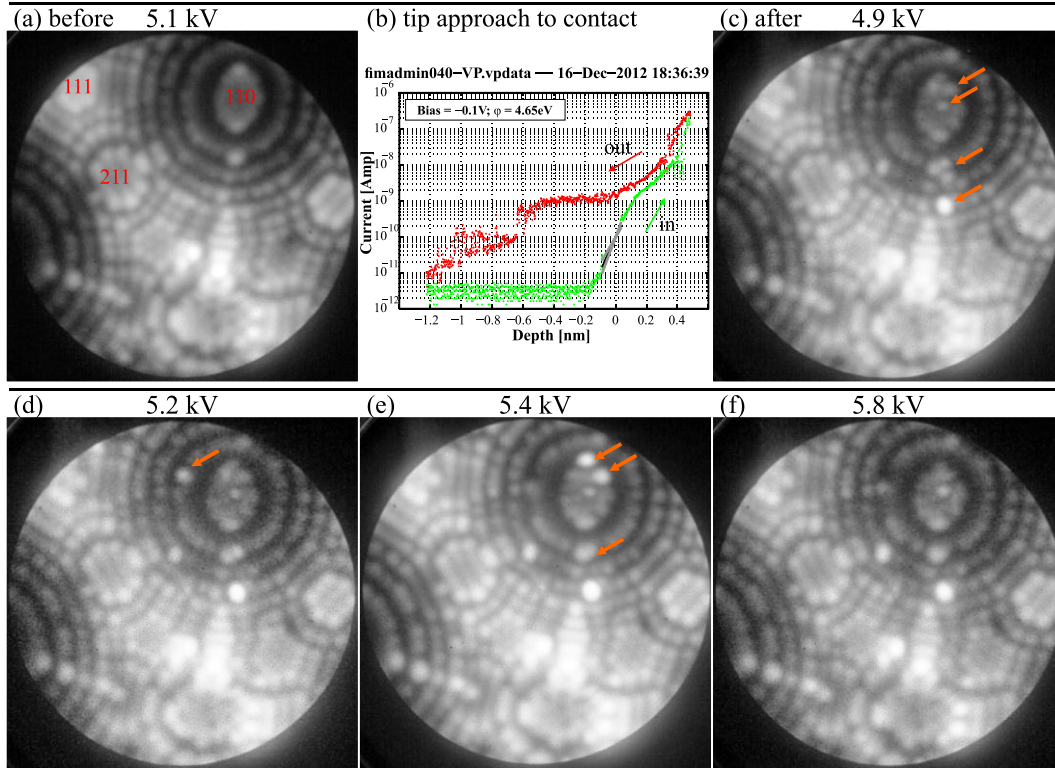 (a) before 5.1 kV
(b) tip approach to contact
(c) after 4.9 kV
111
110
211
fimadmin040−VP.vpdata — 16−Dec−2012 18:36:39
Bias = −0.1V; φ = 4.65eV
out
in
Current [Amp]
10⁻⁶
10⁻⁷
10⁻⁸
10⁻⁹
10⁻¹⁰
10⁻¹¹
10⁻¹²
−1.2 −1 −0.8 −0.6 −0.4 −0.2 0 0.2 0.4
Depth [nm]
(d) 5.2 kV
(e) 5.4 kV
(f) 5.8 kV